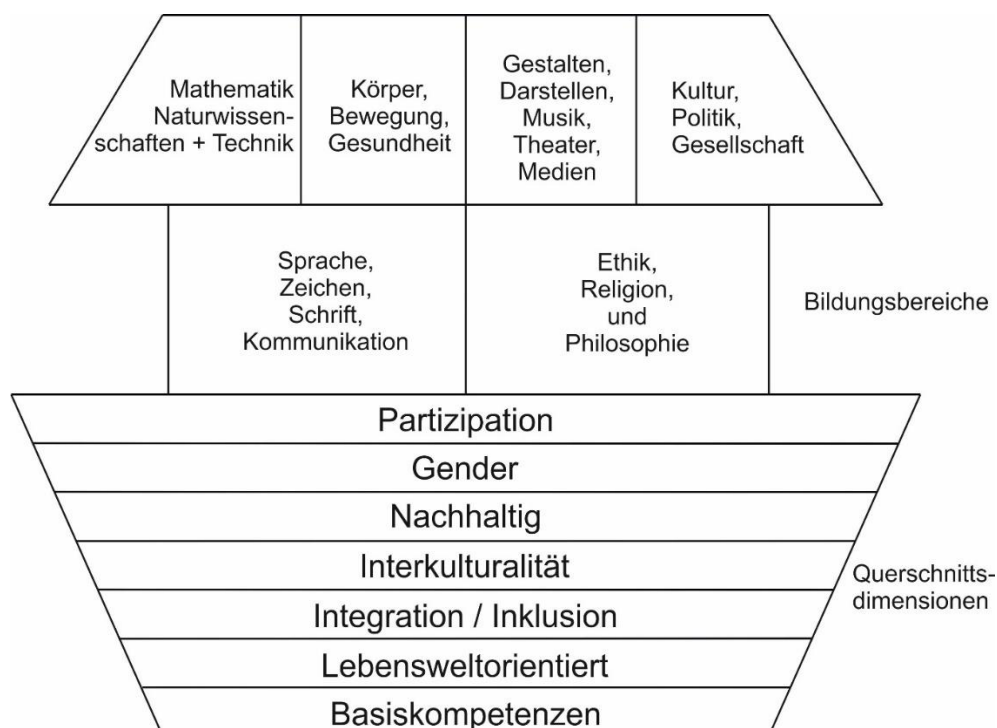 Mathematik
Naturwissen-
schaften + Technik
Körper,
Bewegung,
Gesundheit
Gestalten,
Darstellen,
Musik,
Theater,
Medien
Kultur,
Politik,
Gesellschaft
Sprache,
Zeichen,
Schrift,
Kommunikation
Ethik,
Religion,
und
Philosophie
Bildungsbereiche
Partizipation
Gender
Nachhaltig
Interkulturalität
Integration / Inklusion
Lebensweltorientiert
Basiskompetenzen
Querschnitts-
dimensionen